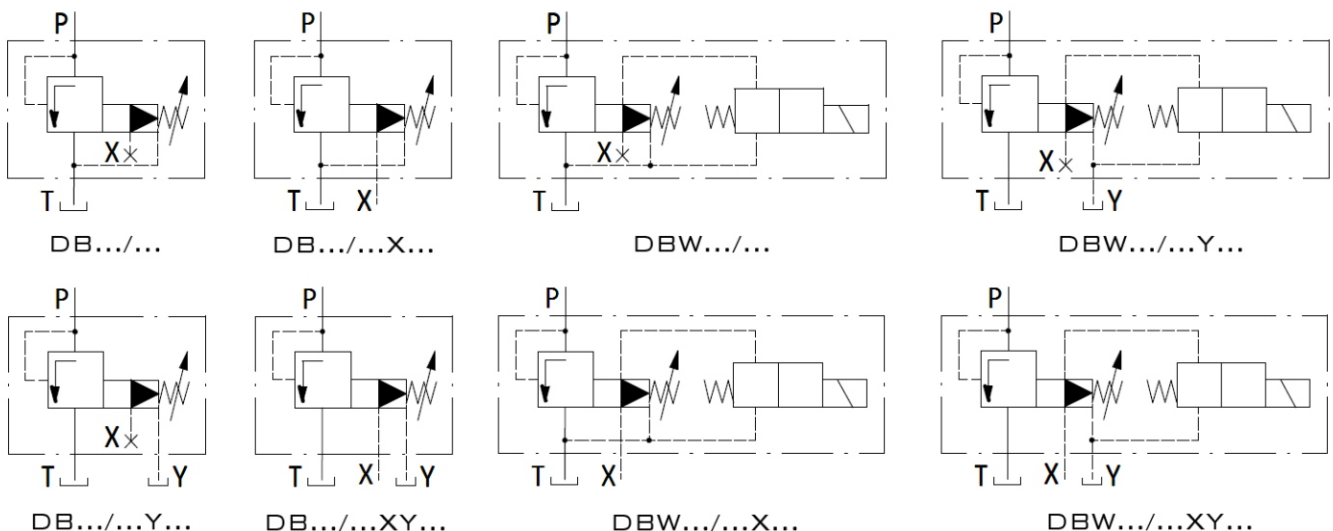 P P P P
X X X
T T X T T Y
DB.../... DB.../...X... DBW.../... DBW.../...Y...
P P P P
X
T Y T X Y T X T X Y
DB.../...Y... DB.../...XY... DBW.../...X... DBW.../...XY...